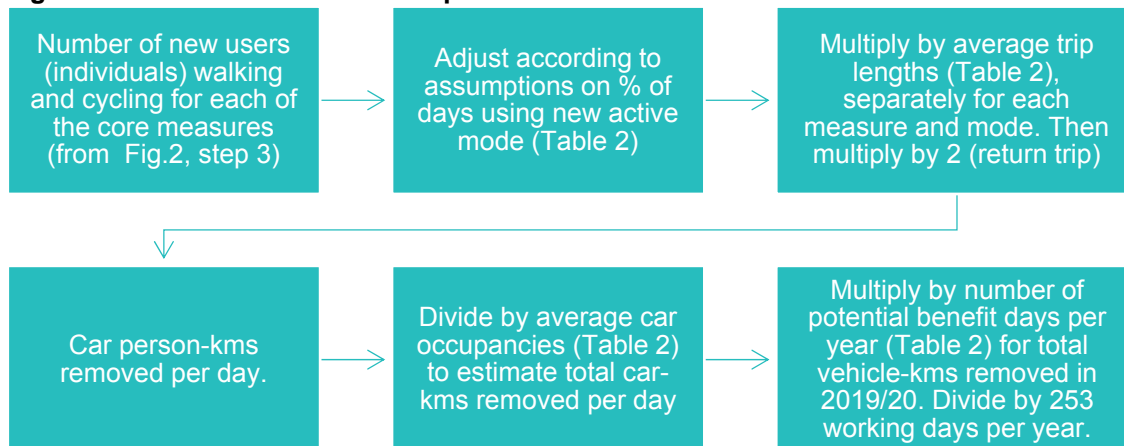 Number of new users
(individuals) walking
and cycling for each of
the core measures
(from Fig.2, step 3)
Adjust according to
assumptions on % of
days using new active
mode (Table 2)
Multiply by average trip
lengths (Table 2),
separately for each
measure and mode. Then
multiply by 2 (return trip)
Car person-kms
removed per day.
Divide by average car
occupancies (Table 2)
to estimate total car-
kms removed per day
Multiply by number of
potential benefit days per
year (Table 2) for total
vehicle-kms removed in
2019/20. Divide by 253
working days per year.